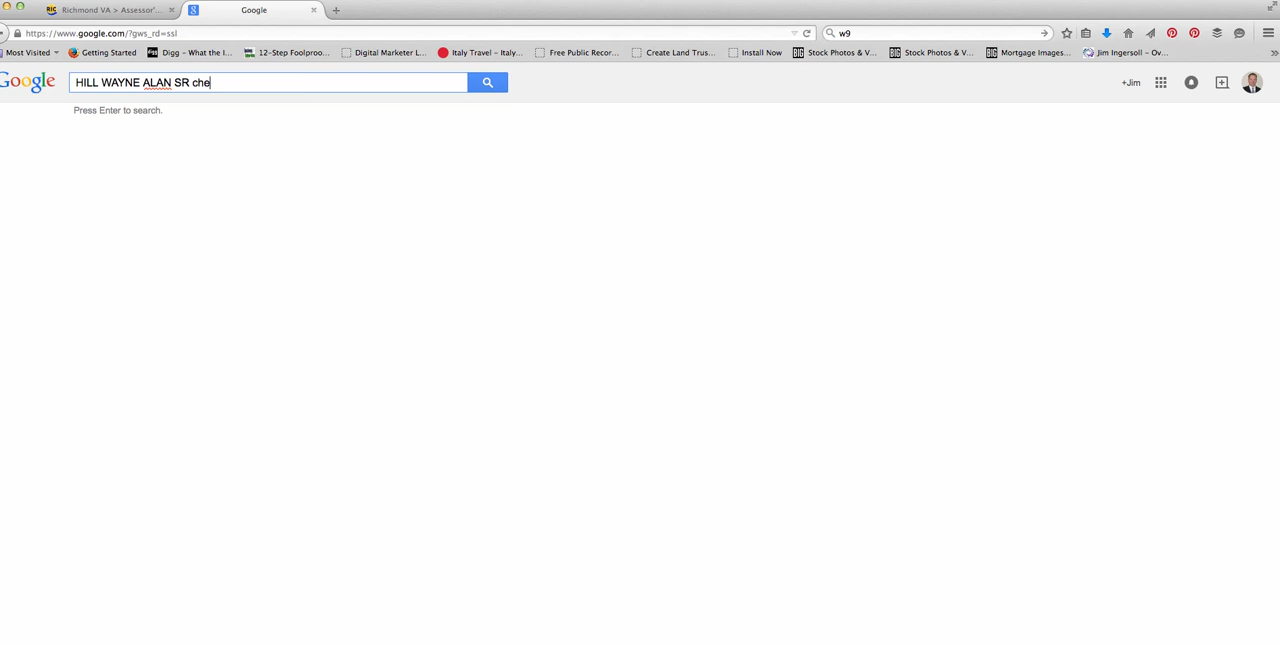 Richmond VA > Assessor'...
Google
https://www.google.com/?gws_rd=ssl
w9
Most Visited
Getting Started
Digg – What the I...
12-Step Foolproo...
Digital Marketer L...
Italy Travel – Italy...
Free Public Recor...
Create Land Trus...
Install Now
Stock Photos & V...
Stock Photos & V...
Mortgage Images...
Jim Ingersoll – Ov...
Google
HILL WAYNE ALAN SR che
+Jim
Press Enter to search.